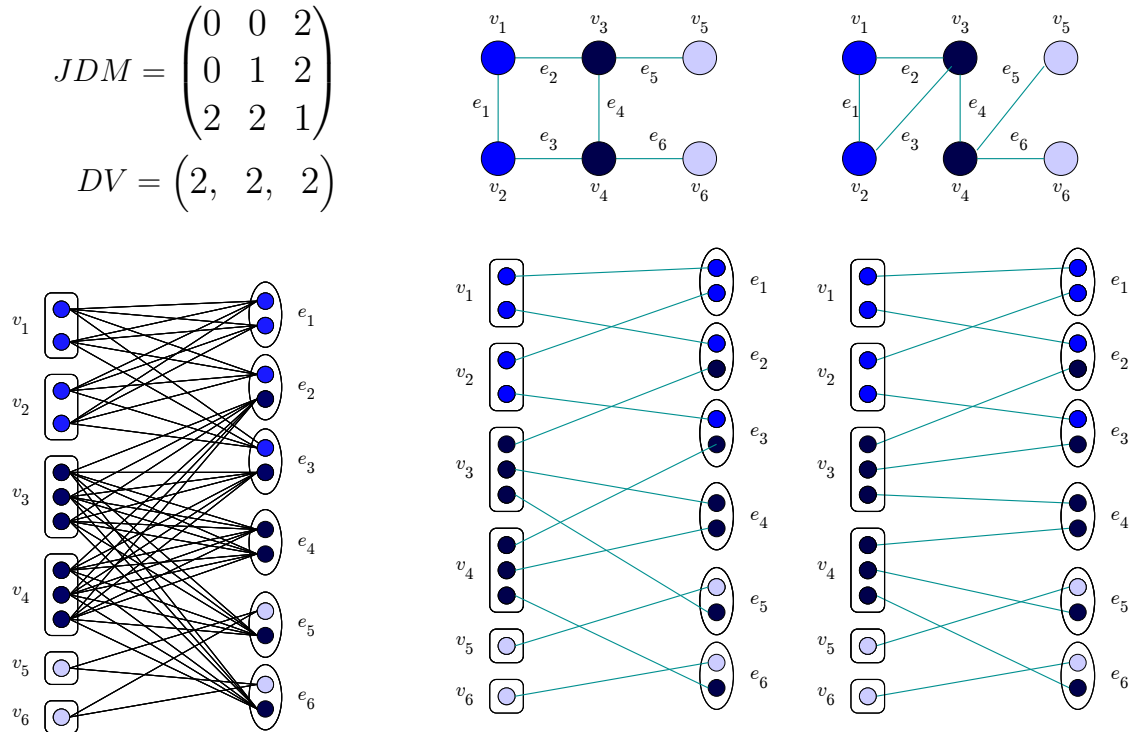 JDM = (0 0 2
0 1 2
2 2 1)
DV = (2, 2, 2)
v1 v3 v5
e2 e5
e1 e4
e3 e6
v2 v4 v6
v1 v3 v5
e2 e5
e1 e4
e3 e6
v2 v4 v6
v1 e1
v2 e2
e3
v3
e4
v4
e5
v5
v6 e6
v1 e1
e2
v2
e3
v3
e4
v4
e5
v5
e6
v6
v1 e1
e2
v2
e3
v3
e4
v4
e5
v5
e6
v6